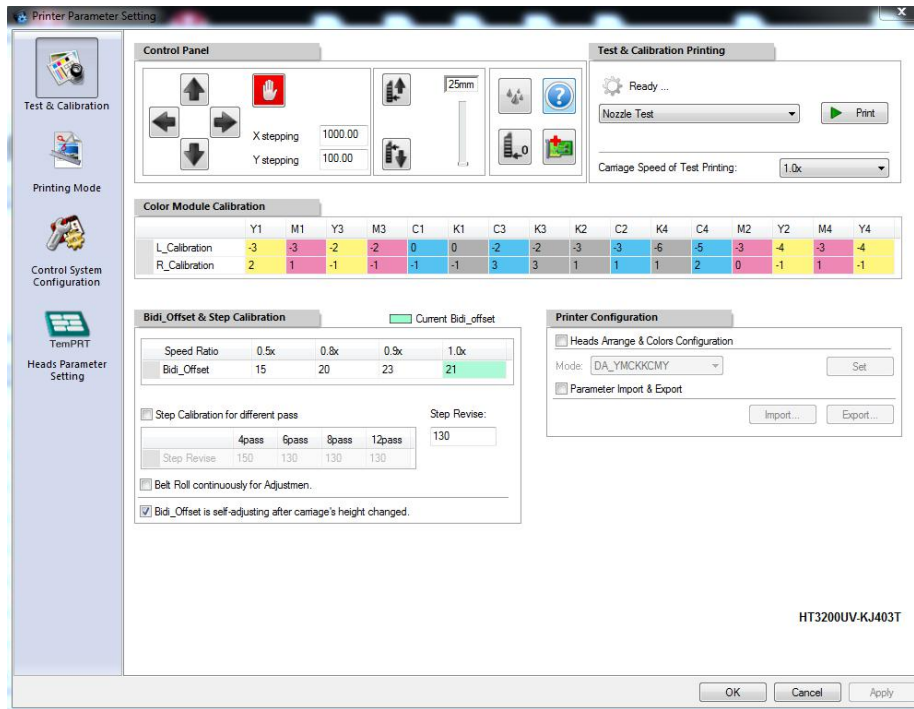 Printer Parameter Setting
Test & Calibration
Printing Mode
Control System
Configuration
TemPRT
Heads Parameter
Setting
Control Panel
X stepping 1000.00
Y stepping 100.00
25mm
0
Test & Calibration Printing
Ready ...
Nozzle Test
Print
Carriage Speed of Test Printing: 1.0x
Color Module Calibration
Y1 M1 Y3 M3 C1 K1 C3 K3 K2 C2 K4 C4 M2 Y2 M4 Y4
L_Calibration -3 -3 -2 -2 0 0 -2 -2 -3 -3 -6 -5 -3 -4 -3 -4
R_Calibration 2 1 -1 -1 -1 -1 3 3 1 1 1 2 0 -1 1 -1
Bidi_Offset & Step Calibration
Current Bidi_offset
Speed Ratio 0.5x 0.8x 0.9x 1.0x
Bidi_Offset 15 20 23 21
Step Calibration for different pass
Step Revise:
130
4pass 6pass 8pass 12pass
Step Revise 150 130 130 130
Belt Roll continuously for Adjustmen.
Bidi_Offset is self-adjusting after carriage's height changed.
Printer Configuration
Heads Arrange & Colors Configuration
Mode: DA_YMCKKCMY
Set
Parameter Import & Export
Import...
Export...
HT3200UV-KJ403T
OK
Cancel
Apply